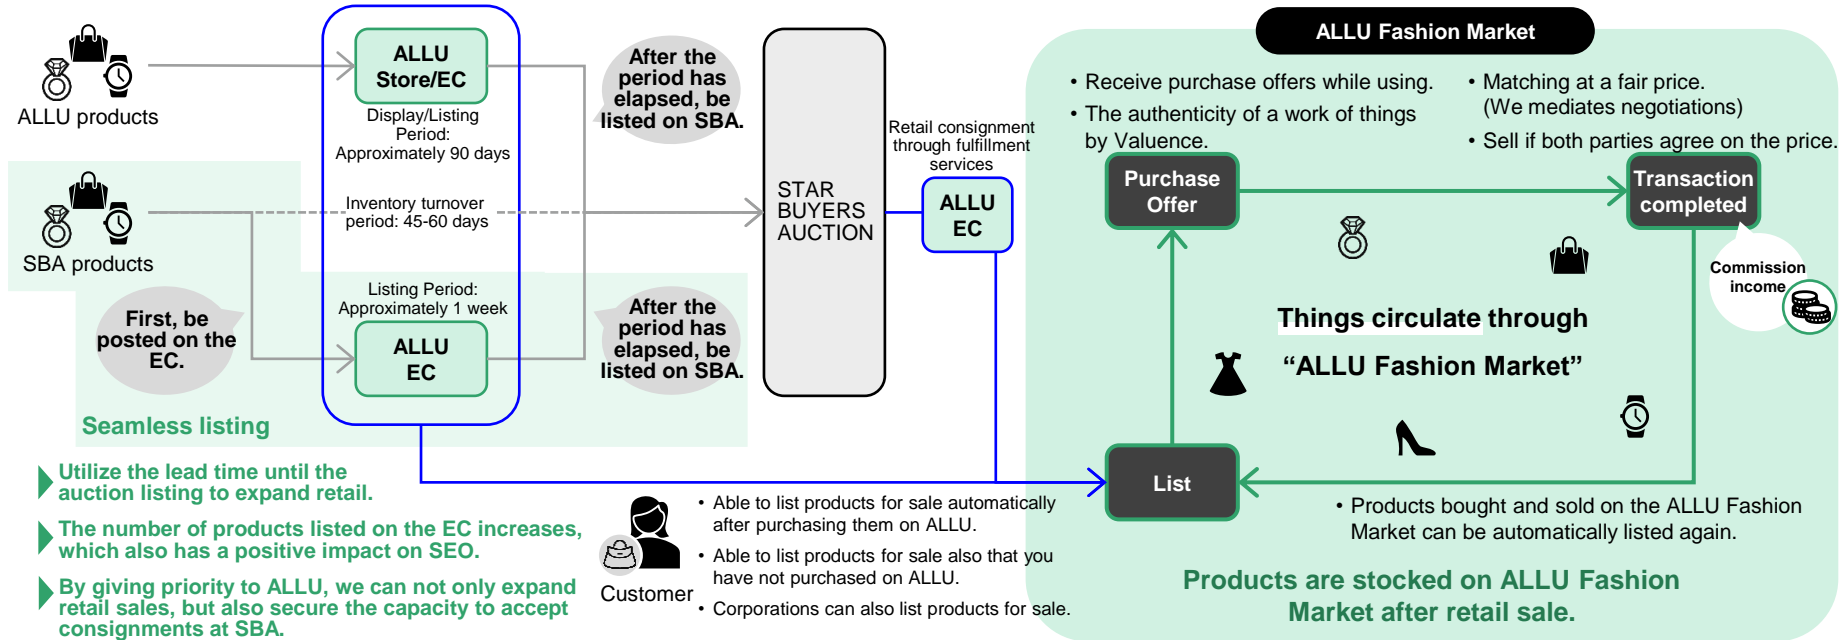 ALLU products
SBA products
ALLU
Store/EC
Display/Listing
Period:
Approximately 90 days
Inventory turnover
period: 45-60 days
First, be
posted on the
EC.
Listing Period:
Approximately 1 week
ALLU
EC
After the
period has
elapsed, be
listed on SBA.
After the
period has
elapsed, be
listed on SBA.
Seamless listing
STAR
BUYERS
AUCTION
Retail consignment
through fulfillment
services
ALLU
EC
Utilize the lead time until the
auction listing to expand retail.
The number of products listed on the EC increases,
which also has a positive impact on SEO.
By giving priority to ALLU, we can not only expand
retail sales, but also secure the capacity to accept
consignments at SBA.
Customer
• Able to list products for sale automatically
after purchasing them on ALLU.
• Able to list products for sale also that you
have not purchased on ALLU.
• Corporations can also list products for sale.
ALLU Fashion Market
• Receive purchase offers while using.
• The authenticity of a work of things
by Valuence.
• Matching at a fair price.
(We mediates negotiations)
• Sell if both parties agree on the price.
Purchase
Offer
Transaction
completed
Commission
income
Things circulate through
“ALLU Fashion Market”
List
• Products bought and sold on the ALLU Fashion
Market can be automatically listed again.
Products are stocked on ALLU Fashion
Market after retail sale.